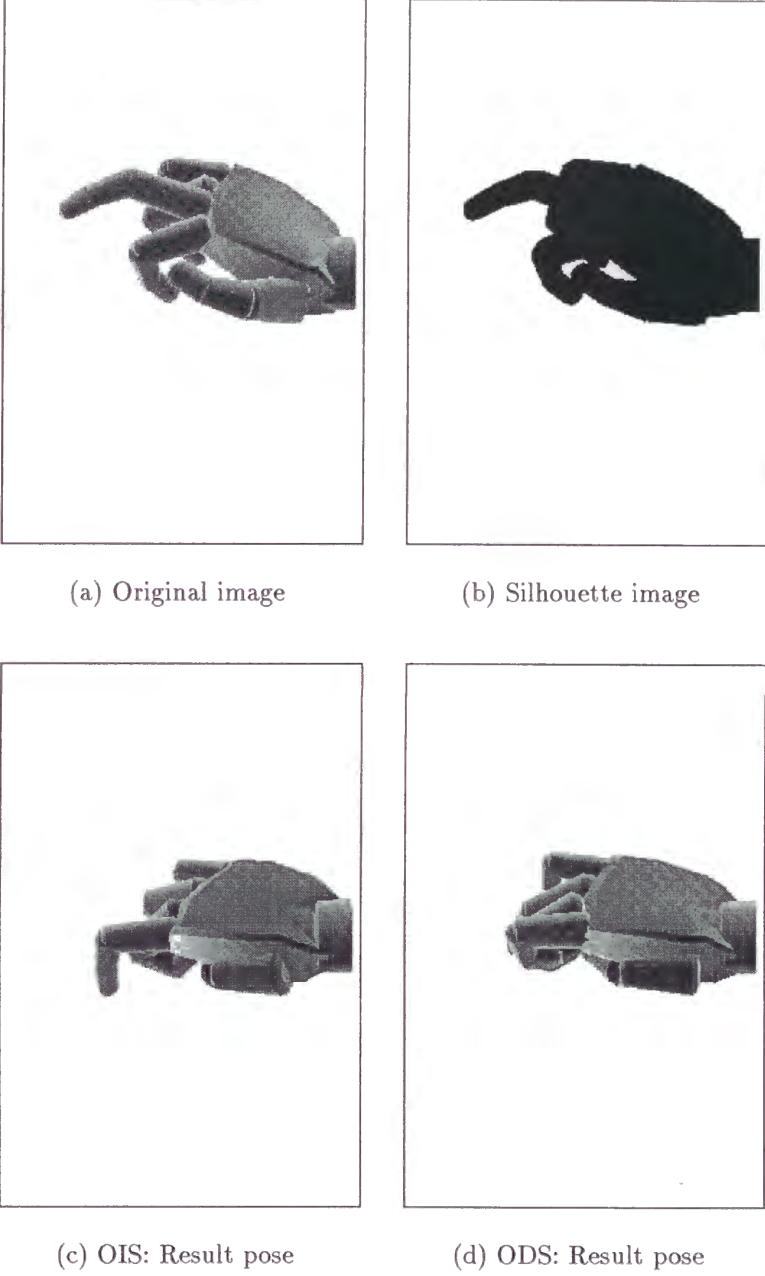 (a) Original image
(b) Silhouette image
(c) OIS: Result pose
(d) ODS: Result pose